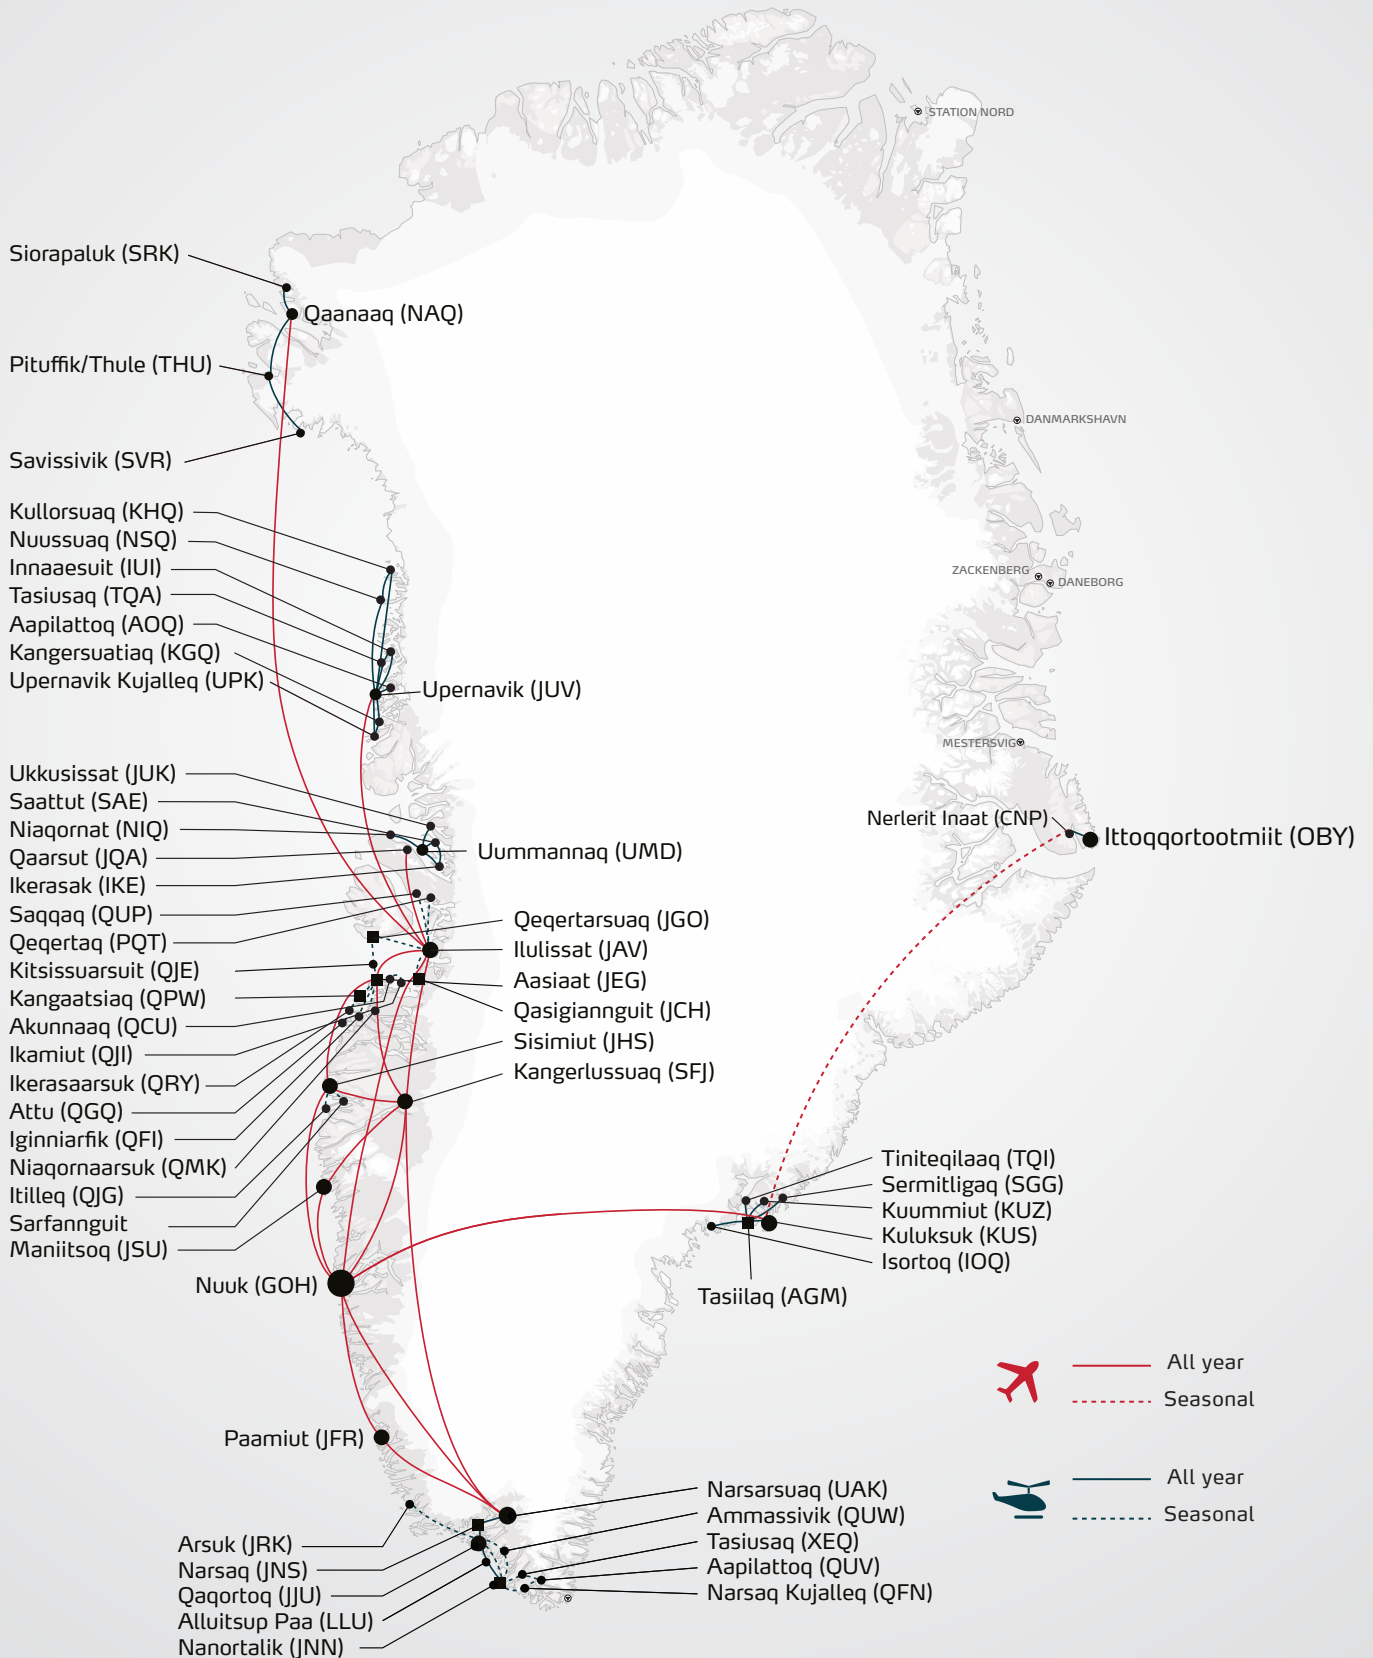 STATION NORD
Siorapaluk (SRK)
Qaanaaq (NAQ)
Pituffik/Thule (THU)
DANMARKSHAVN
Savissivik (SVR)
Kullorsuaq (KHQ)
Nuussuaq (NSQ)
Innaaesuit (IUI)
Tasiusaq (TQA)
Aapilattoq (AOQ)
Kangersuatiaq (KGQ)
Upernavik Kujalleq (UPK)
Upernavik (JUV)
ZACKENBERG
DANEBORG
MESTERSVIG
Ukkusissat (JUK)
Saattut (SAE)
Niaqornat (NIQ)
Qaarsut (JQA)
Ikerasak (IKE)
Saqqaq (QUP)
Qeqertaq (PQT)
Kitsissuarsuit (QJE)
Kangaatsiaq (QPW)
Akunnaaq (QCU)
Ikamiut (QJI)
Ikerasaarsuk (QRY)
Attu (QGQ)
Iginniarfik (QFI)
Niaqornaarsuk (QMK)
Itilleq (QJG)
Sarfannguit
Maniitsoq (JSU)
Uummannaq (UMD)
Qeqertarsuaq (JGO)
Ilulissat (JAV)
Aasiaat (JEG)
Qasigiannguit (JCH)
Sisimiut (JHS)
Kangerlussuaq (SFJ)
Nerlerit Inaat (CNP)
Ittoqqortootmiit (OBY)
Tiniteqilaaq (TQI)
Sermitligaq (SGG)
Kuummiut (KUZ)
Kuluksuk (KUS)
Isortoq (IOQ)
Tasiilaq (AGM)
Nuuk (GOH)
Paamiut (JFR)
All year
Seasonal
All year
Seasonal
Narsarsuaq (UAK)
Ammassivik (QUW)
Tasiusaq (XEQ)
Aapilattoq (QUV)
Narsaq Kujalleq (QFN)
Arsuk (JRK)
Narsaq (JNS)
Qaqortoq (JJU)
Alluitsup Paa (LLU)
Nanortalik (JNN)